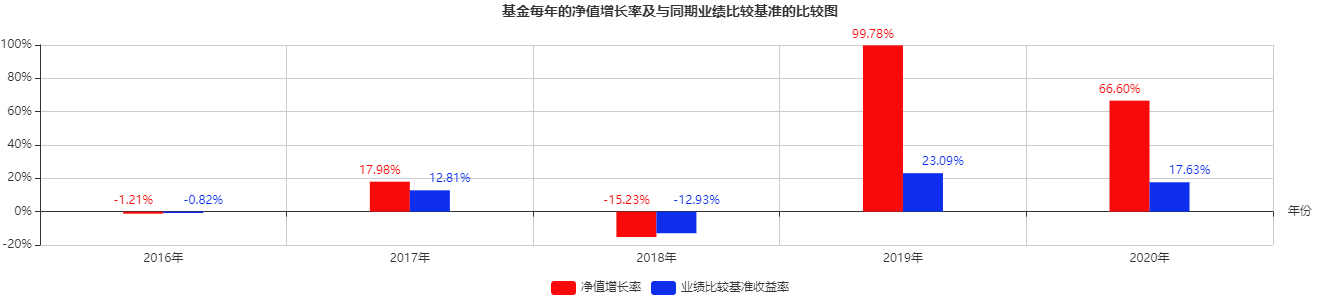 基金每年的净值增长率及与同期业绩比较基准的比较图
100%
80%
60%
40%
20%
0%
-20%
-1.21%
-0.82%
17.98%
12.81%
-15.23%
-12.93%
99.78%
23.09%
66.60%
17.63%
年份
2016年
2017年
2018年
2019年
2020年
净值增长率
业绩比较基准收益率